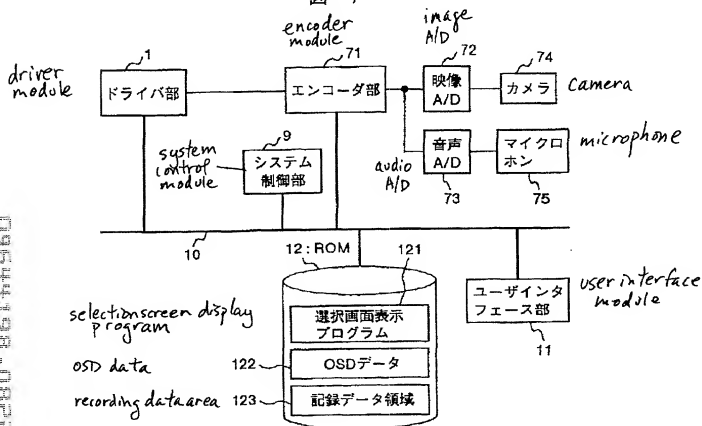 図
encoder
module
71
image
A/D
72
74
driver
module
1
ドライバ部
エンコーダ部
映像
A/D
カメラ
camera
9
system
control
module
システム
制御部
audio
A/D
音声
A/D
73
マイクロ
ホン
75
microphone
10
12:ROM
121
selection screen display
program
選択画面表示
プログラム
ユーザインタ
フェース部
11
user interface
module
OSD data
122
OSDデータ
recording data area
123
記録データ領域